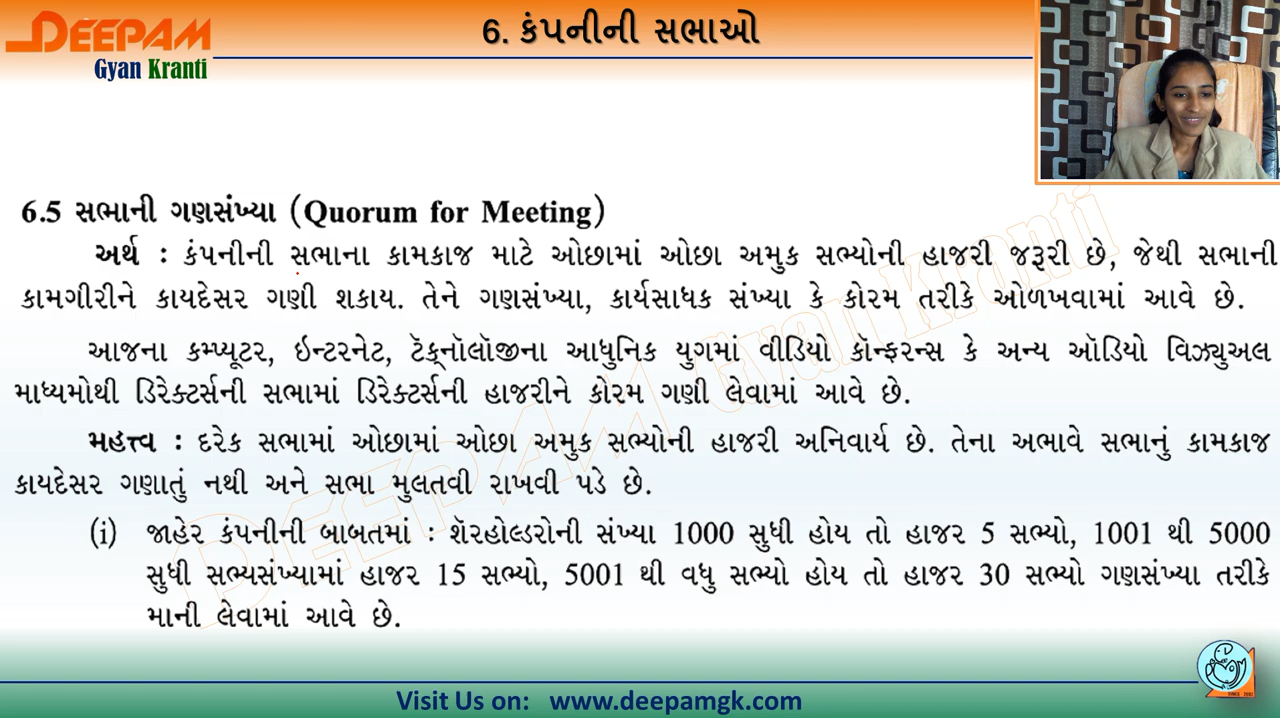 DEEPAM
Gyan Kranti
6. કંપનીની સભાઓ
6.5 સભાની ગણસંખ્યા (Quorum for Meeting)
અર્થ : કંપનીની સભાના કામકાજ માટે ઓછામાં ઓછા અમુક સભ્યોની હાજરી જરૂરી છે, જેથી સભાની
કામગીરીને કાયદેસર ગણી શકાય. તેને ગણસંખ્યા, કાર્યસાધક સંખ્યા કે કોરમ તરીકે ઓળખવામાં આવે છે.
આજના કમ્પ્યૂટર, ઇન્ટરનેટ, ટૅક્નૉલૉજીના આધુનિક યુગમાં વીડિયો કૉન્ફરન્સ કે અન્ય ઑડિયો વિઝ્યુઅલ
માધ્યમોથી ડિરેક્ટર્સની સભામાં ડિરેક્ટર્સની હાજરીને કોરમ ગણી લેવામાં આવે છે.
મહત્ત્વ : દરેક સભામાં ઓછામાં ઓછા અમુક સભ્યોની હાજરી અનિવાર્ય છે. તેના અભાવે સભાનું કામકાજ
કાયદેસર ગણાતું નથી અને સભા મુલતવી રાખવી પડે છે.
(i) જાહેર કંપનીની બાબતમાં : શૅરહોલ્ડરોની સંખ્યા 1000 સુધી હોય તો હાજર 5 સભ્યો, 1001 થી 5000
સુધી સભ્યસંખ્યામાં હાજર 15 સભ્યો, 5001 થી વધુ સભ્યો હોય તો હાજર 30 સભ્યો ગણસંખ્યા તરીકે
માની લેવામાં આવે છે.
DEEPAM Gyan Kranti
Visit Us on: www.deepamgk.com